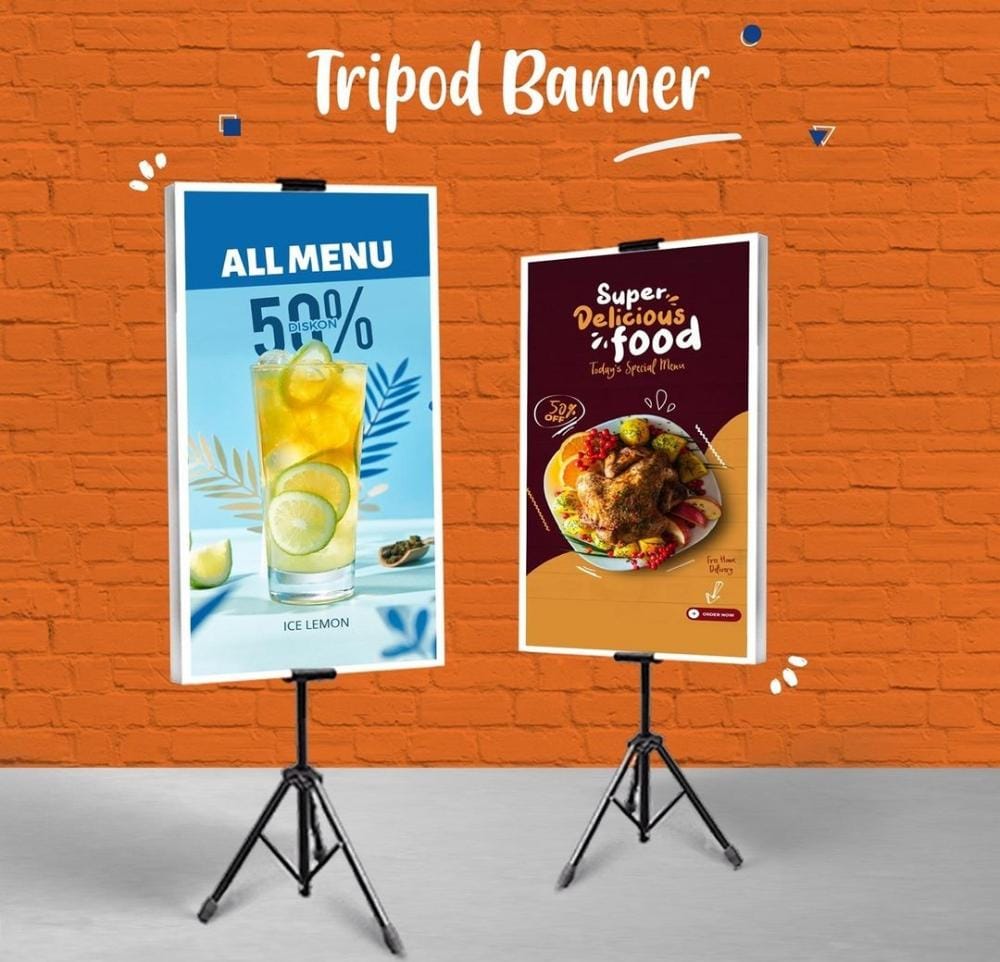 Tripod Banner
ALL MENU
50%
DISKON
ICE LEMON
Super
Delicious
food
Today's Special Menu
50%
OFF
Free Home
Delivery
ORDER NOW